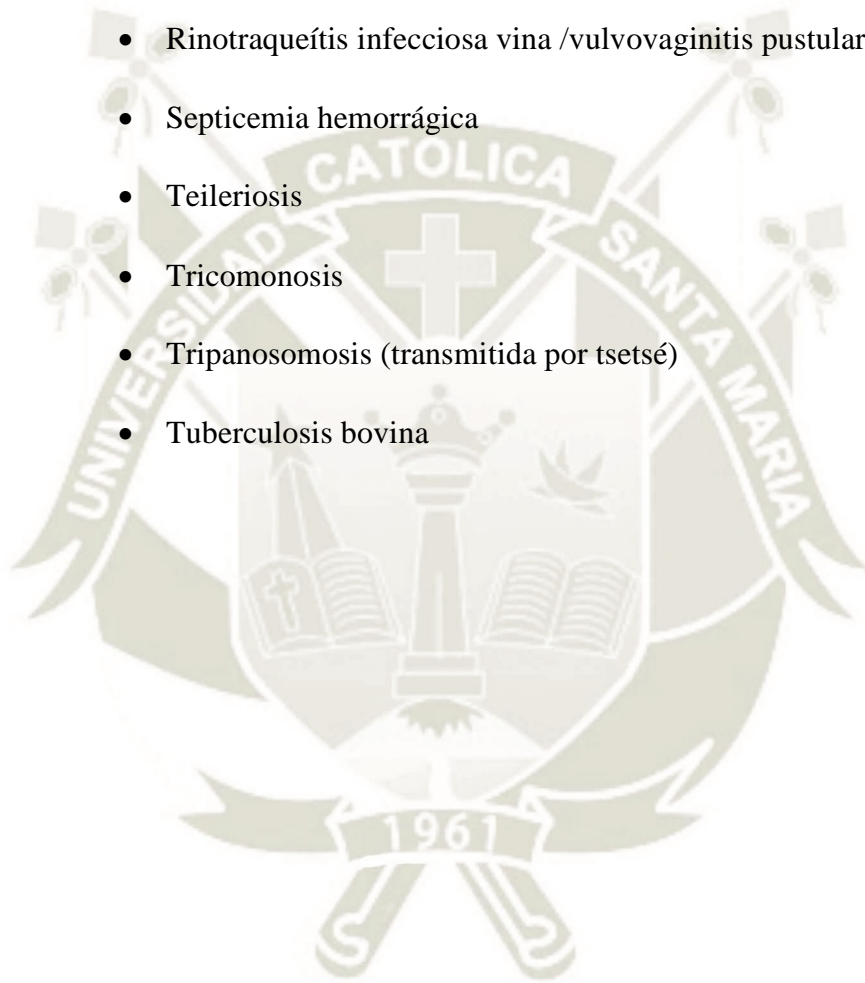 • Rinotraqueítis infecciosa vina /vulvovaginitis pustular
• Septicemia hemorrágica
• Teileriosis
• Tricomonosis
• Tripanosomosis (transmitida por tsetsé)
• Tuberculosis bovina
UNIVERSIDAD CATOLICA SANTA MARIA
1961